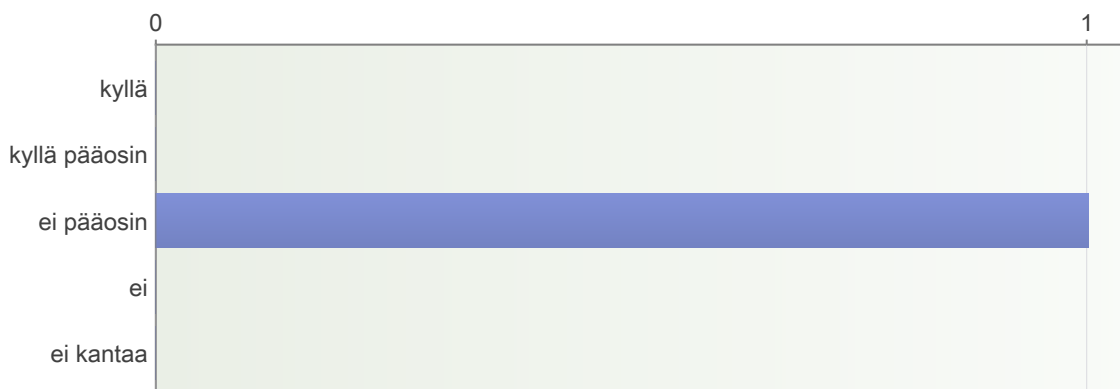 0 1
kyllä
kyllä pääosin
ei pääosin
ei
ei kantaa